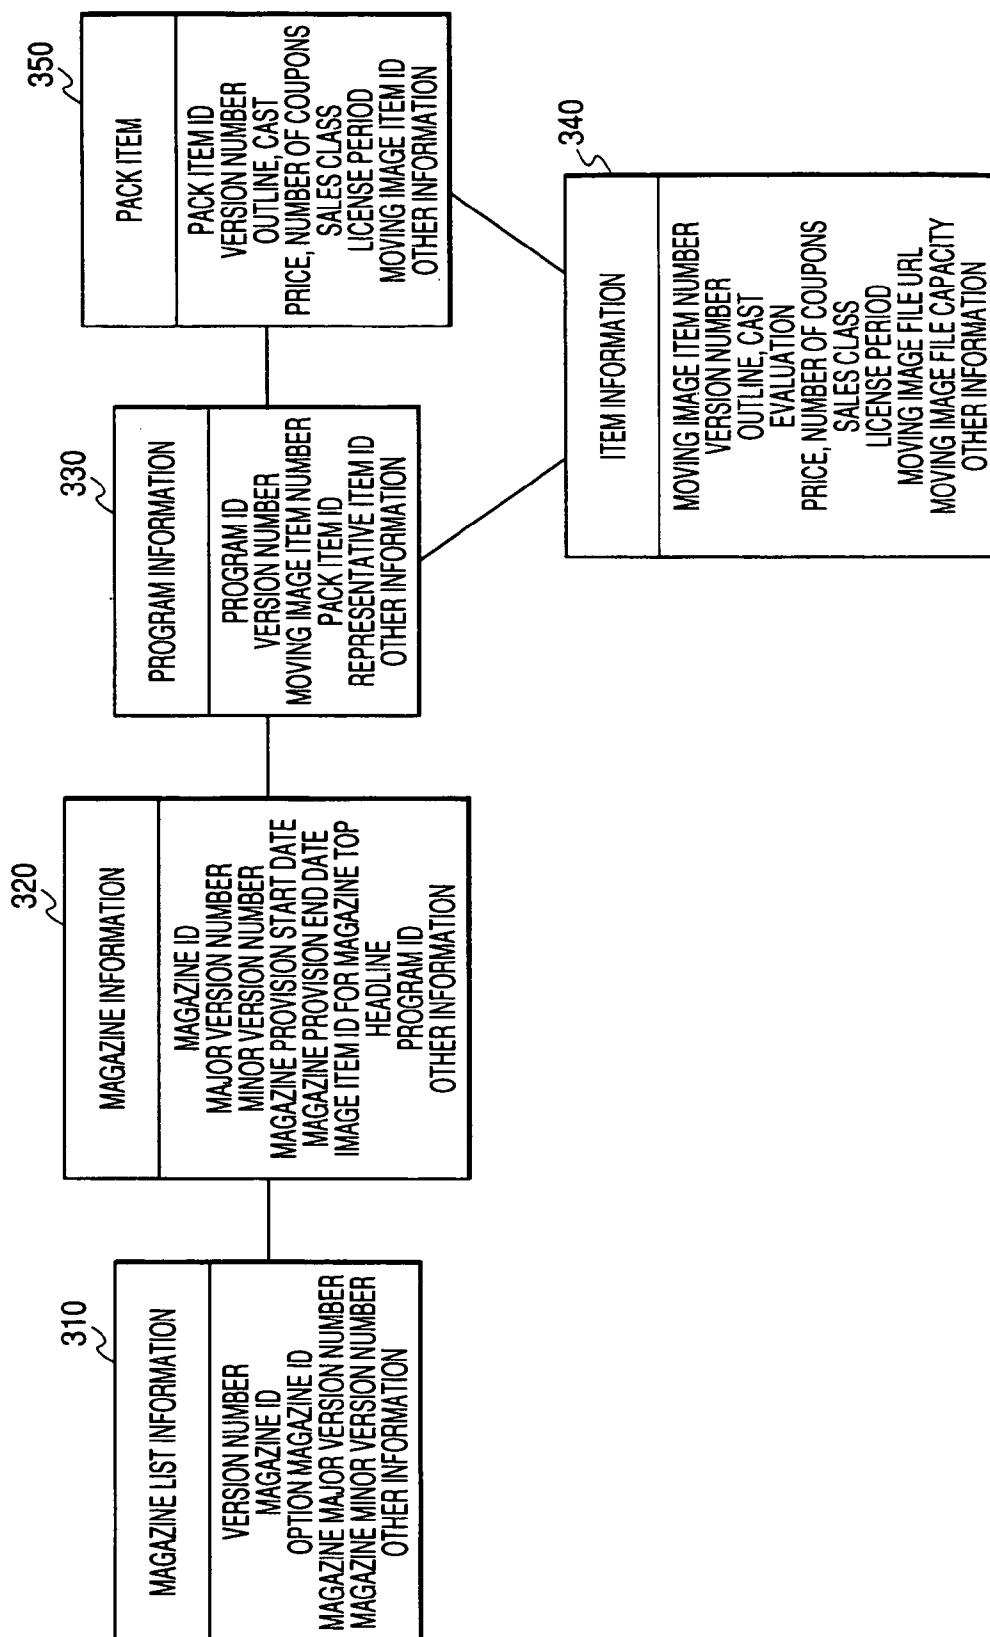 310
MAGAZINE LIST INFORMATION
VERSION NUMBER
MAGAZINE ID
OPTION MAGAZINE ID
MAGAZINE MAJOR VERSION NUMBER
MAGAZINE MINOR VERSION NUMBER
OTHER INFORMATION
320
MAGAZINE INFORMATION
MAGAZINE ID
MAJOR VERSION NUMBER
MINOR VERSION NUMBER
MAGAZINE PROVISION START DATE
MAGAZINE PROVISION END DATE
IMAGE ITEM ID FOR MAGAZINE TOP
HEADLINE
PROGRAM ID
OTHER INFORMATION
330
PROGRAM INFORMATION
PROGRAM ID
VERSION NUMBER
MOVING IMAGE ITEM NUMBER
PACK ITEM ID
REPRESENTATIVE ITEM ID
OTHER INFORMATION
350
PACK ITEM
PACK ITEM ID
VERSION NUMBER
OUTLINE, CAST
PRICE, NUMBER OF COUPONS
SALES CLASS
LICENSE PERIOD
MOVING IMAGE ITEM ID
OTHER INFORMATION
340
ITEM INFORMATION
MOVING IMAGE ITEM NUMBER
VERSION NUMBER
OUTLINE, CAST
EVALUATION
PRICE, NUMBER OF COUPONS
SALES CLASS
LICENSE PERIOD
MOVING IMAGE FILE URL
MOVING IMAGE FILE CAPACITY
OTHER INFORMATION